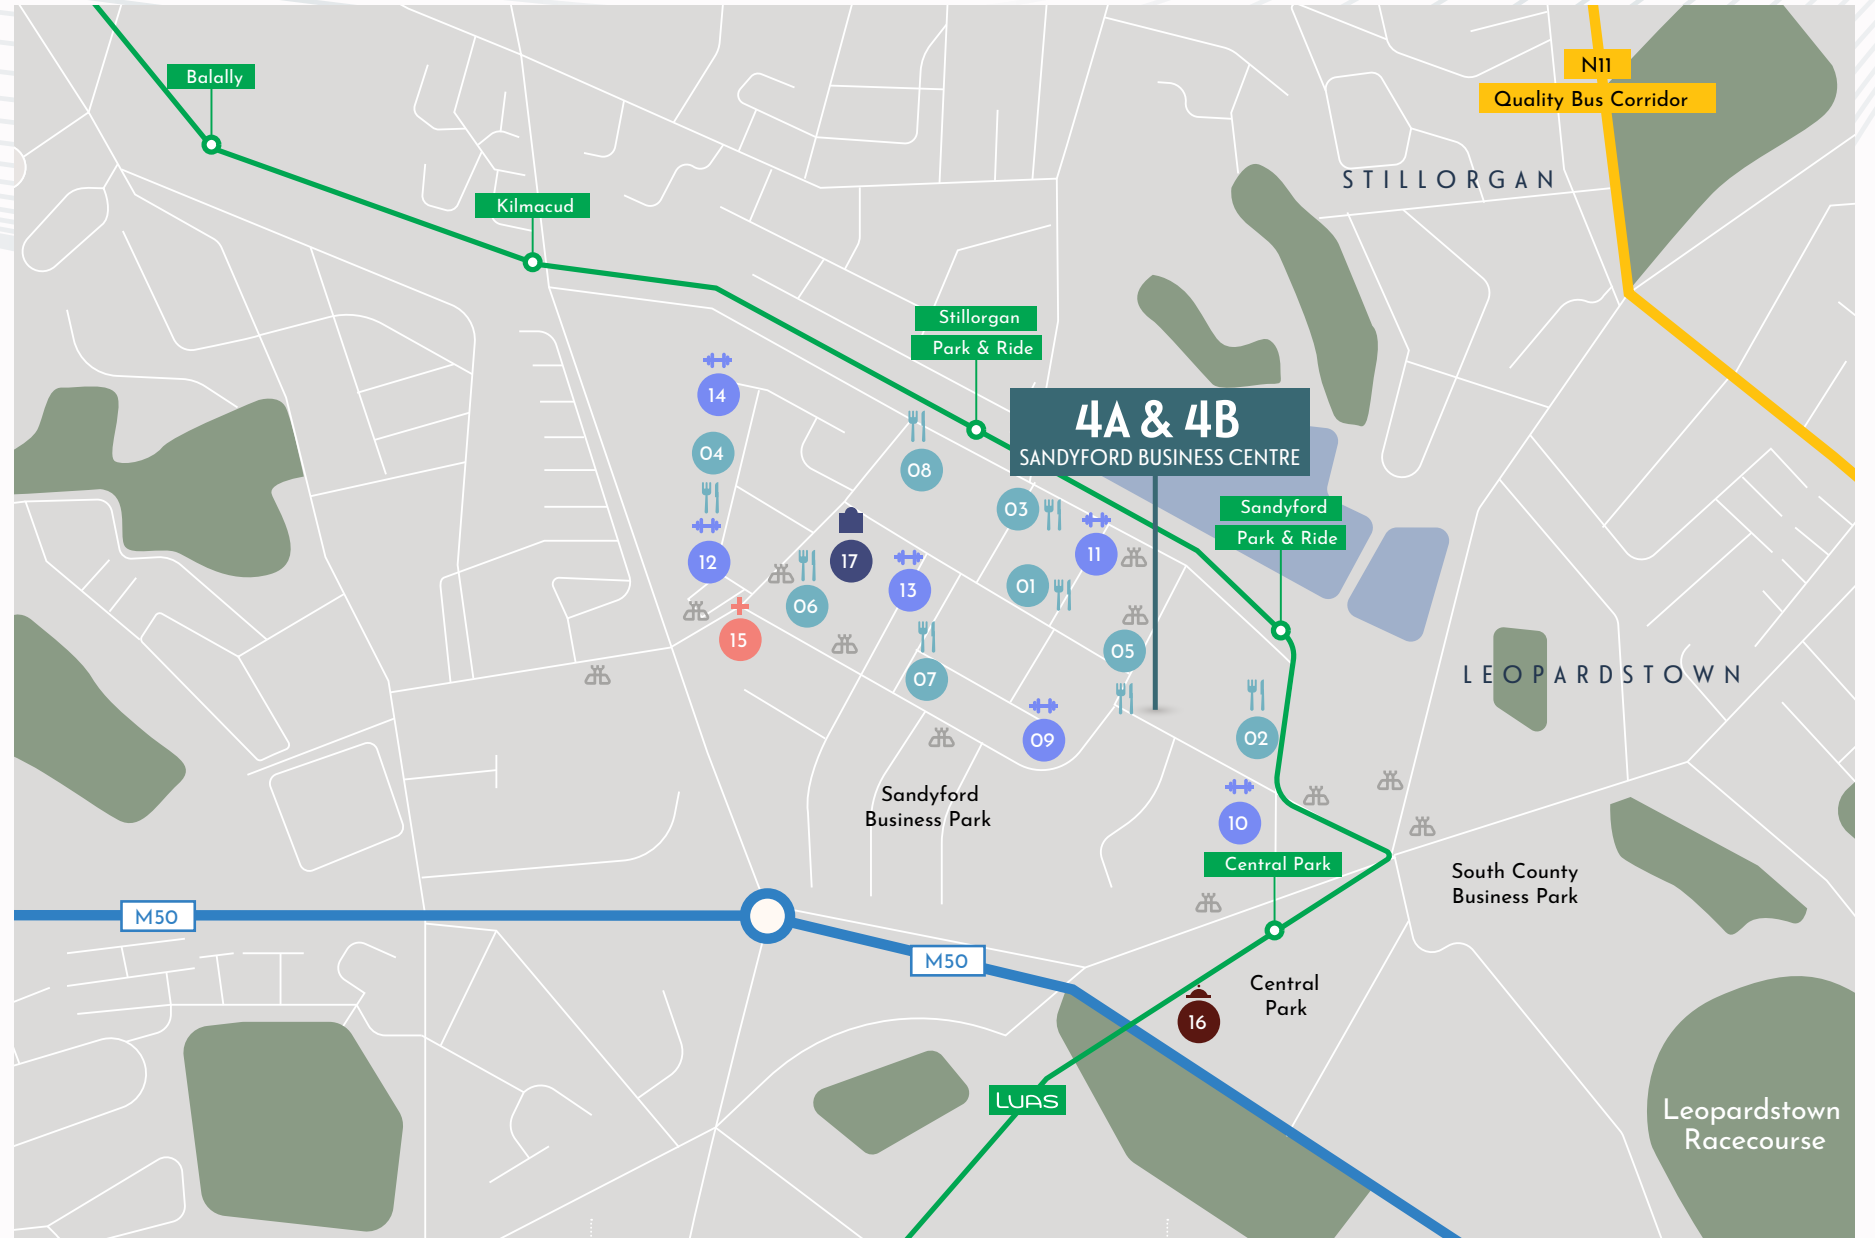 N11
Balally
Quality Bus Corridor
STILLORGAN
Kilmacud
Stillorgan
Park & Ride
14
4A & 4B
SANDYFORD BUSINESS CENTRE
04
08
03
Sandyford
Park & Ride
11
12
17
13
01
06
15
05
07
LEOPARDSTOWN
09
02
Sandyford
Business Park
10
Central Park
South County
Business Park
M50
M50
Central
Park
16
LUAS
Leopardstown
Racecourse